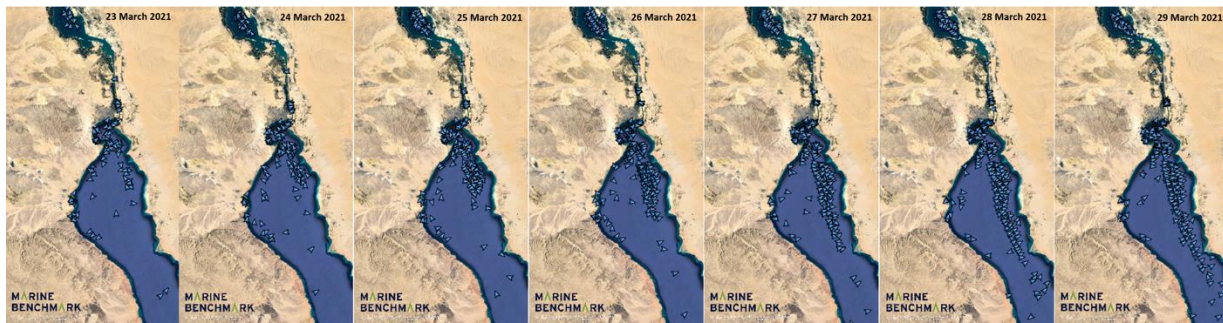 23 March 2021
24 March 2021
25 March 2021
26 March 2021
27 March 2021
28 March 2021
29 March 2021
MARINE
BENCHMARK
MARINE
BENCHMARK
MARINE
BENCHMARK
MARINE
BENCHMARK
MARINE
BENCHMARK
MARINE
BENCHMARK
MARINE
BENCHMARK